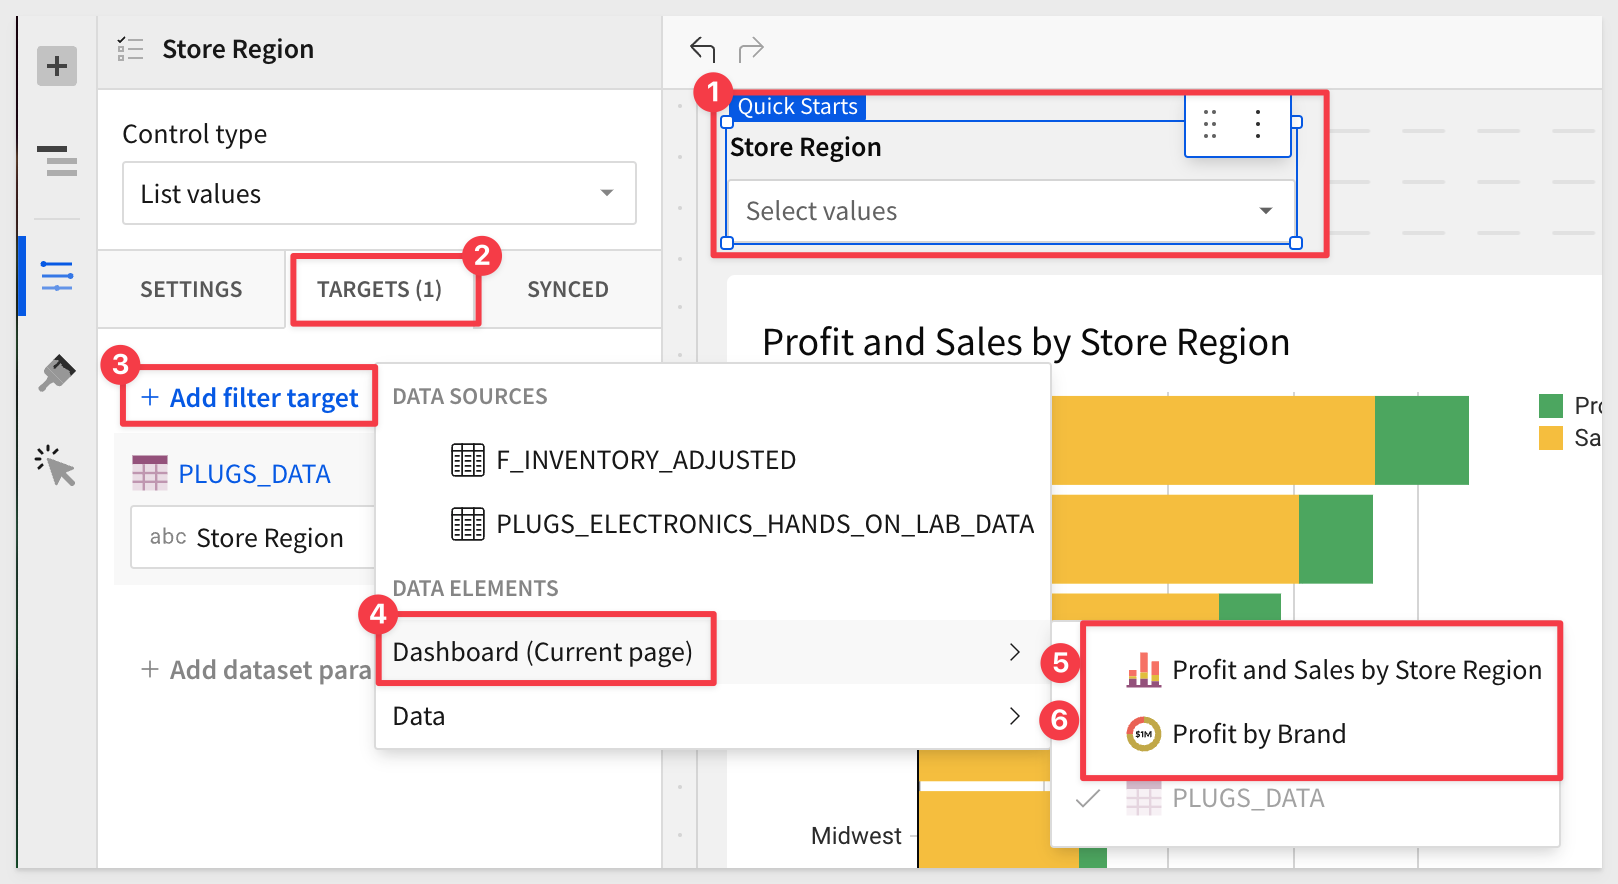 Store Region
Control type
List values
SETTINGS
2
TARGETS (1)
SYNCED
3
+ Add filter target
PLUGS_DATA
abc Store Region
+ Add dataset para
1
Quick Starts
Store Region
Select values
Profit and Sales by Store Region
Pro
Sa
DATA SOURCES
F_INVENTORY_ADJUSTED
PLUGS_ELECTRONICS_HANDS_ON_LAB_DATA
DATA ELEMENTS
4
Dashboard (Current page)
Data
5
Profit and Sales by Store Region
6
$1M
Profit by Brand
PLUGS_DATA
Midwest